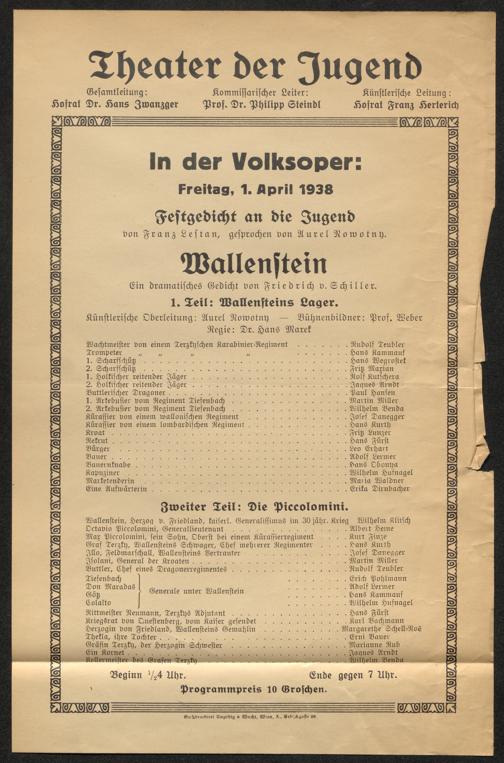 Theater der Jugend
Gesamtleitung: Kommissarischer Leiter: Künstlerische Leitung:
Hofrat Dr. Hans Zwanzger Prof. Dr. Philipp Steindl Hofrat Franz Herterich
In der Volksoper:
Freitag, 1. April 1938
Festgedicht an die Jugend
von Franz Lestan, gesprochen von Aurel Nowotny.
Wallenstein
Ein dramatisches Gedicht von Friedrich v. Schiller.
1. Teil: Wallensteins Lager.
Künstlerische Oberleitung: Aurel Nowotny — Bühnenbildner: Prof. Weber
Regie: Dr. Hans Marek
Wachtmeister von einem Terzkyschen Karabinier-Regiment Rudolf Teubler
Trompeter " " " " Hans Kammauf
1. Scharfschütz Hans Wegrostek
2. Scharfschütz Fritz Marian
1. Holkischer reitender Jäger Rolf Kutschera
2. Holkischer reitender Jäger Jaques Arndt
Buttlerischer Dragoner Paul Hansen
1. Arkebusier vom Regiment Tiefenbach Martin Miller
2. Arkebusier vom Regiment Tiefenbach Wilhelm Benda
Kürassier von einem wallonischen Regiment Josef Danegger
Kürassier von einem lombardischen Regiment Hans Kurth
Kroat Fritz Lunzer
Rekrut Hans Fürst
Bürger Leo Erhart
Bauer Adolf Lermer
Bauernknabe Hans Obonya
Kapuziner Wilhelm Hufnagel
Marketenderin Maria Waldner
Eine Aufwärterin Erika Dirnbacher
Zweiter Teil: Die Piccolomini.
Wallenstein, Herzog v. Friedland, kaiserl. Generalissimus im 30jähr. Krieg Wilhelm Klitsch
Octavio Piccolomini, Generallieutenant Albert Heine
Max Piccolomini, sein Sohn, Oberst bei einem Kürassierregiment Kurt Finze
Graf Terzky, Wallensteins Schwager, Chef mehrerer Regimenter Hans Kurth
Illo, Feldmarschall, Wallensteins Vertrauter Josef Danegger
Isolani, General der Kroaten Martin Miller
Buttler, Chef eines Dragonerregimentes Rudolf Teubler
Tiefenbach Erich Pohlmann
Don Maradas Adolf Lermer
Götz Generale unter Wallenstein Hans Kammauf
Colalto Wilhelm Hufnagel
Rittmeister Neumann, Terzkys Adjutant Hans Fürst
Kriegsrat von Questenberg, vom Kaiser gesendet Karl Bachmann
Herzogin von Friedland, Wallensteins Gemahlin Margarethe Schell-Noë
Thekla, ihre Tochter Erni Bauer
Gräfin Terzky, der Herzogin Schwester Marianne Rub
Ein Kornet Jaques Arndt
Kellermeister des Grafen Terzky Wilhelm Benda
Beginn ½4 Uhr. Ende gegen 7 Uhr.
Programmpreis 10 Groschen.